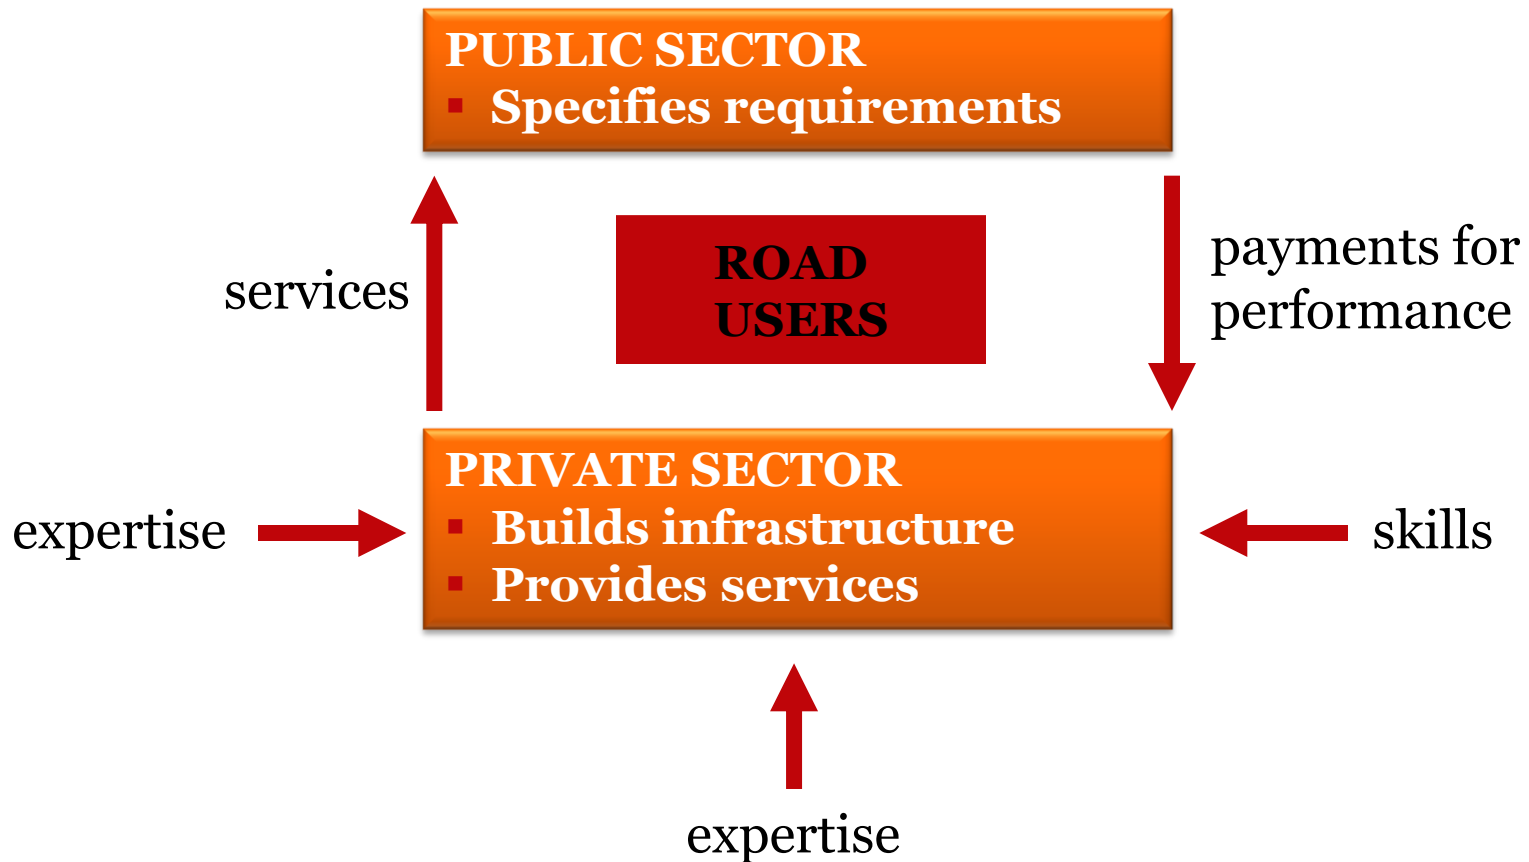 PUBLIC SECTOR
▪ Specifies requirements
services
ROAD
USERS
payments for
performance
PRIVATE SECTOR
▪ Builds infrastructure
▪ Provides services
expertise
skills
expertise